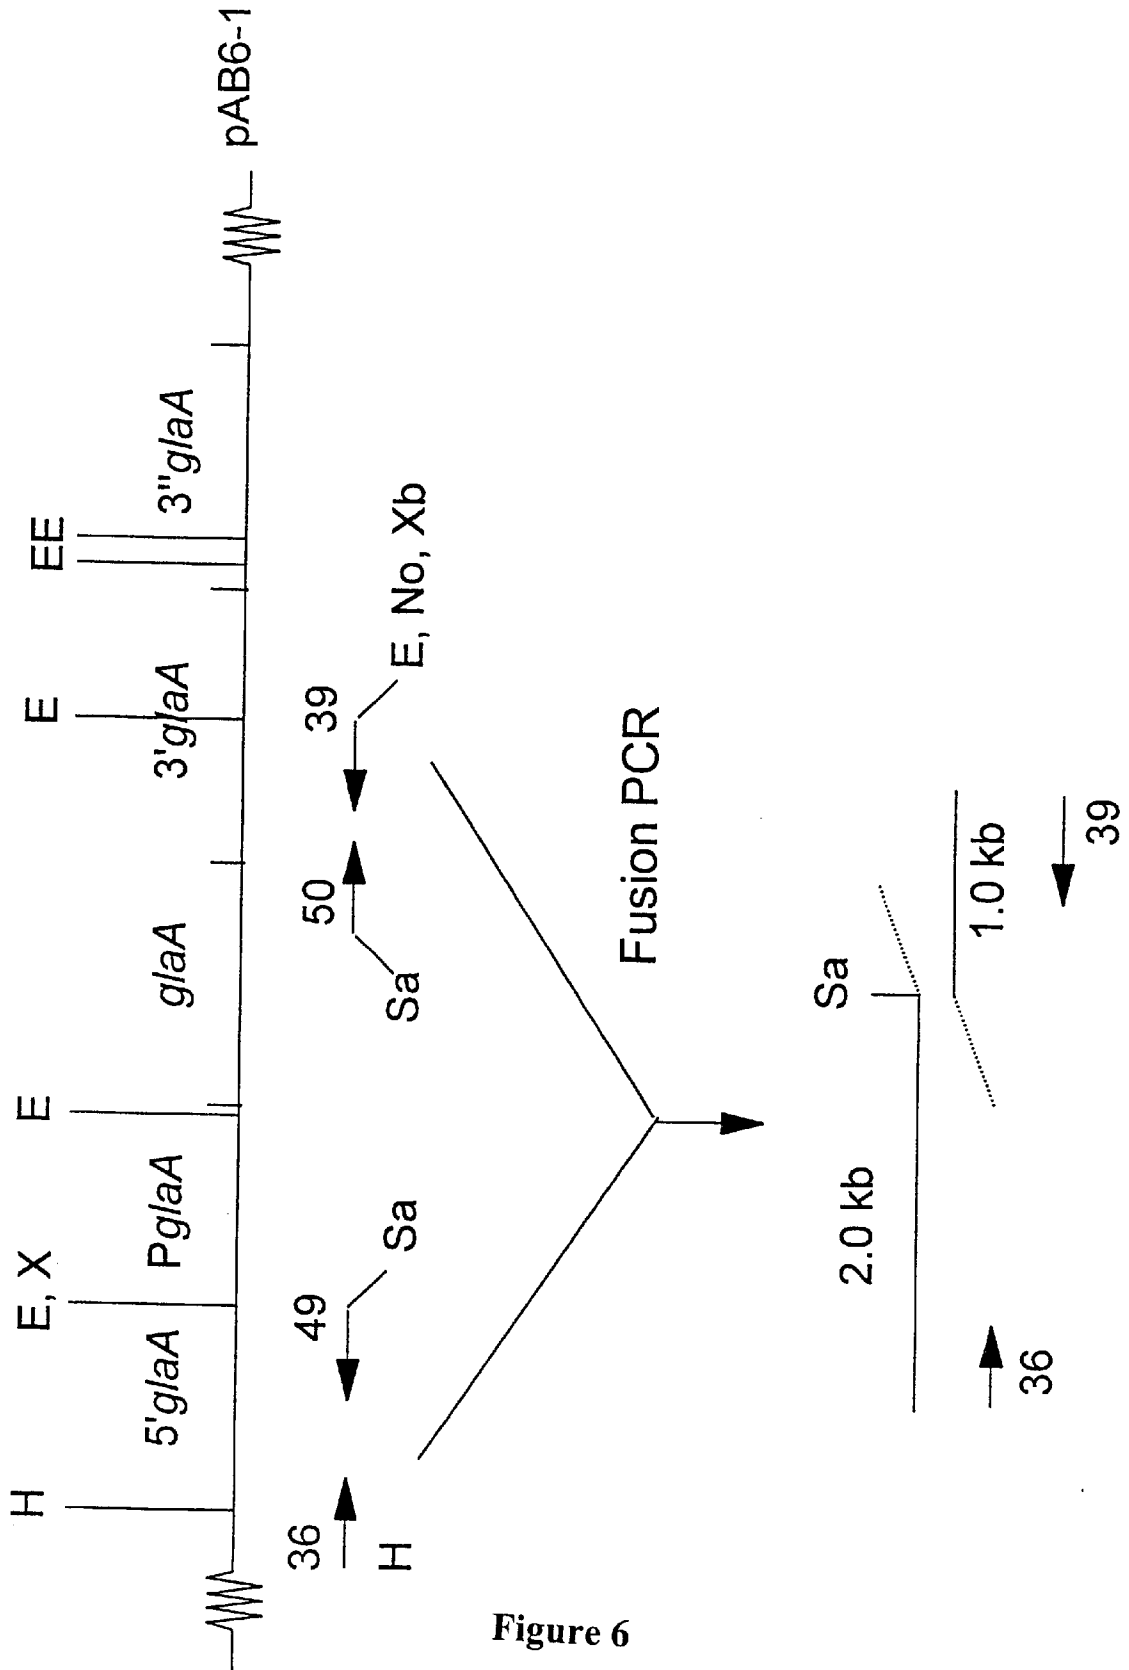 H
E, X
E
E
EE
5'glaA
PglaA
glaA
3'glaA
3"glaA
pAB6-1
36
49
50
39
H
Sa
Sa
E, No, Xb
Fusion PCR
2.0 kb
Sa
1.0 kb
36
39
Figure 6